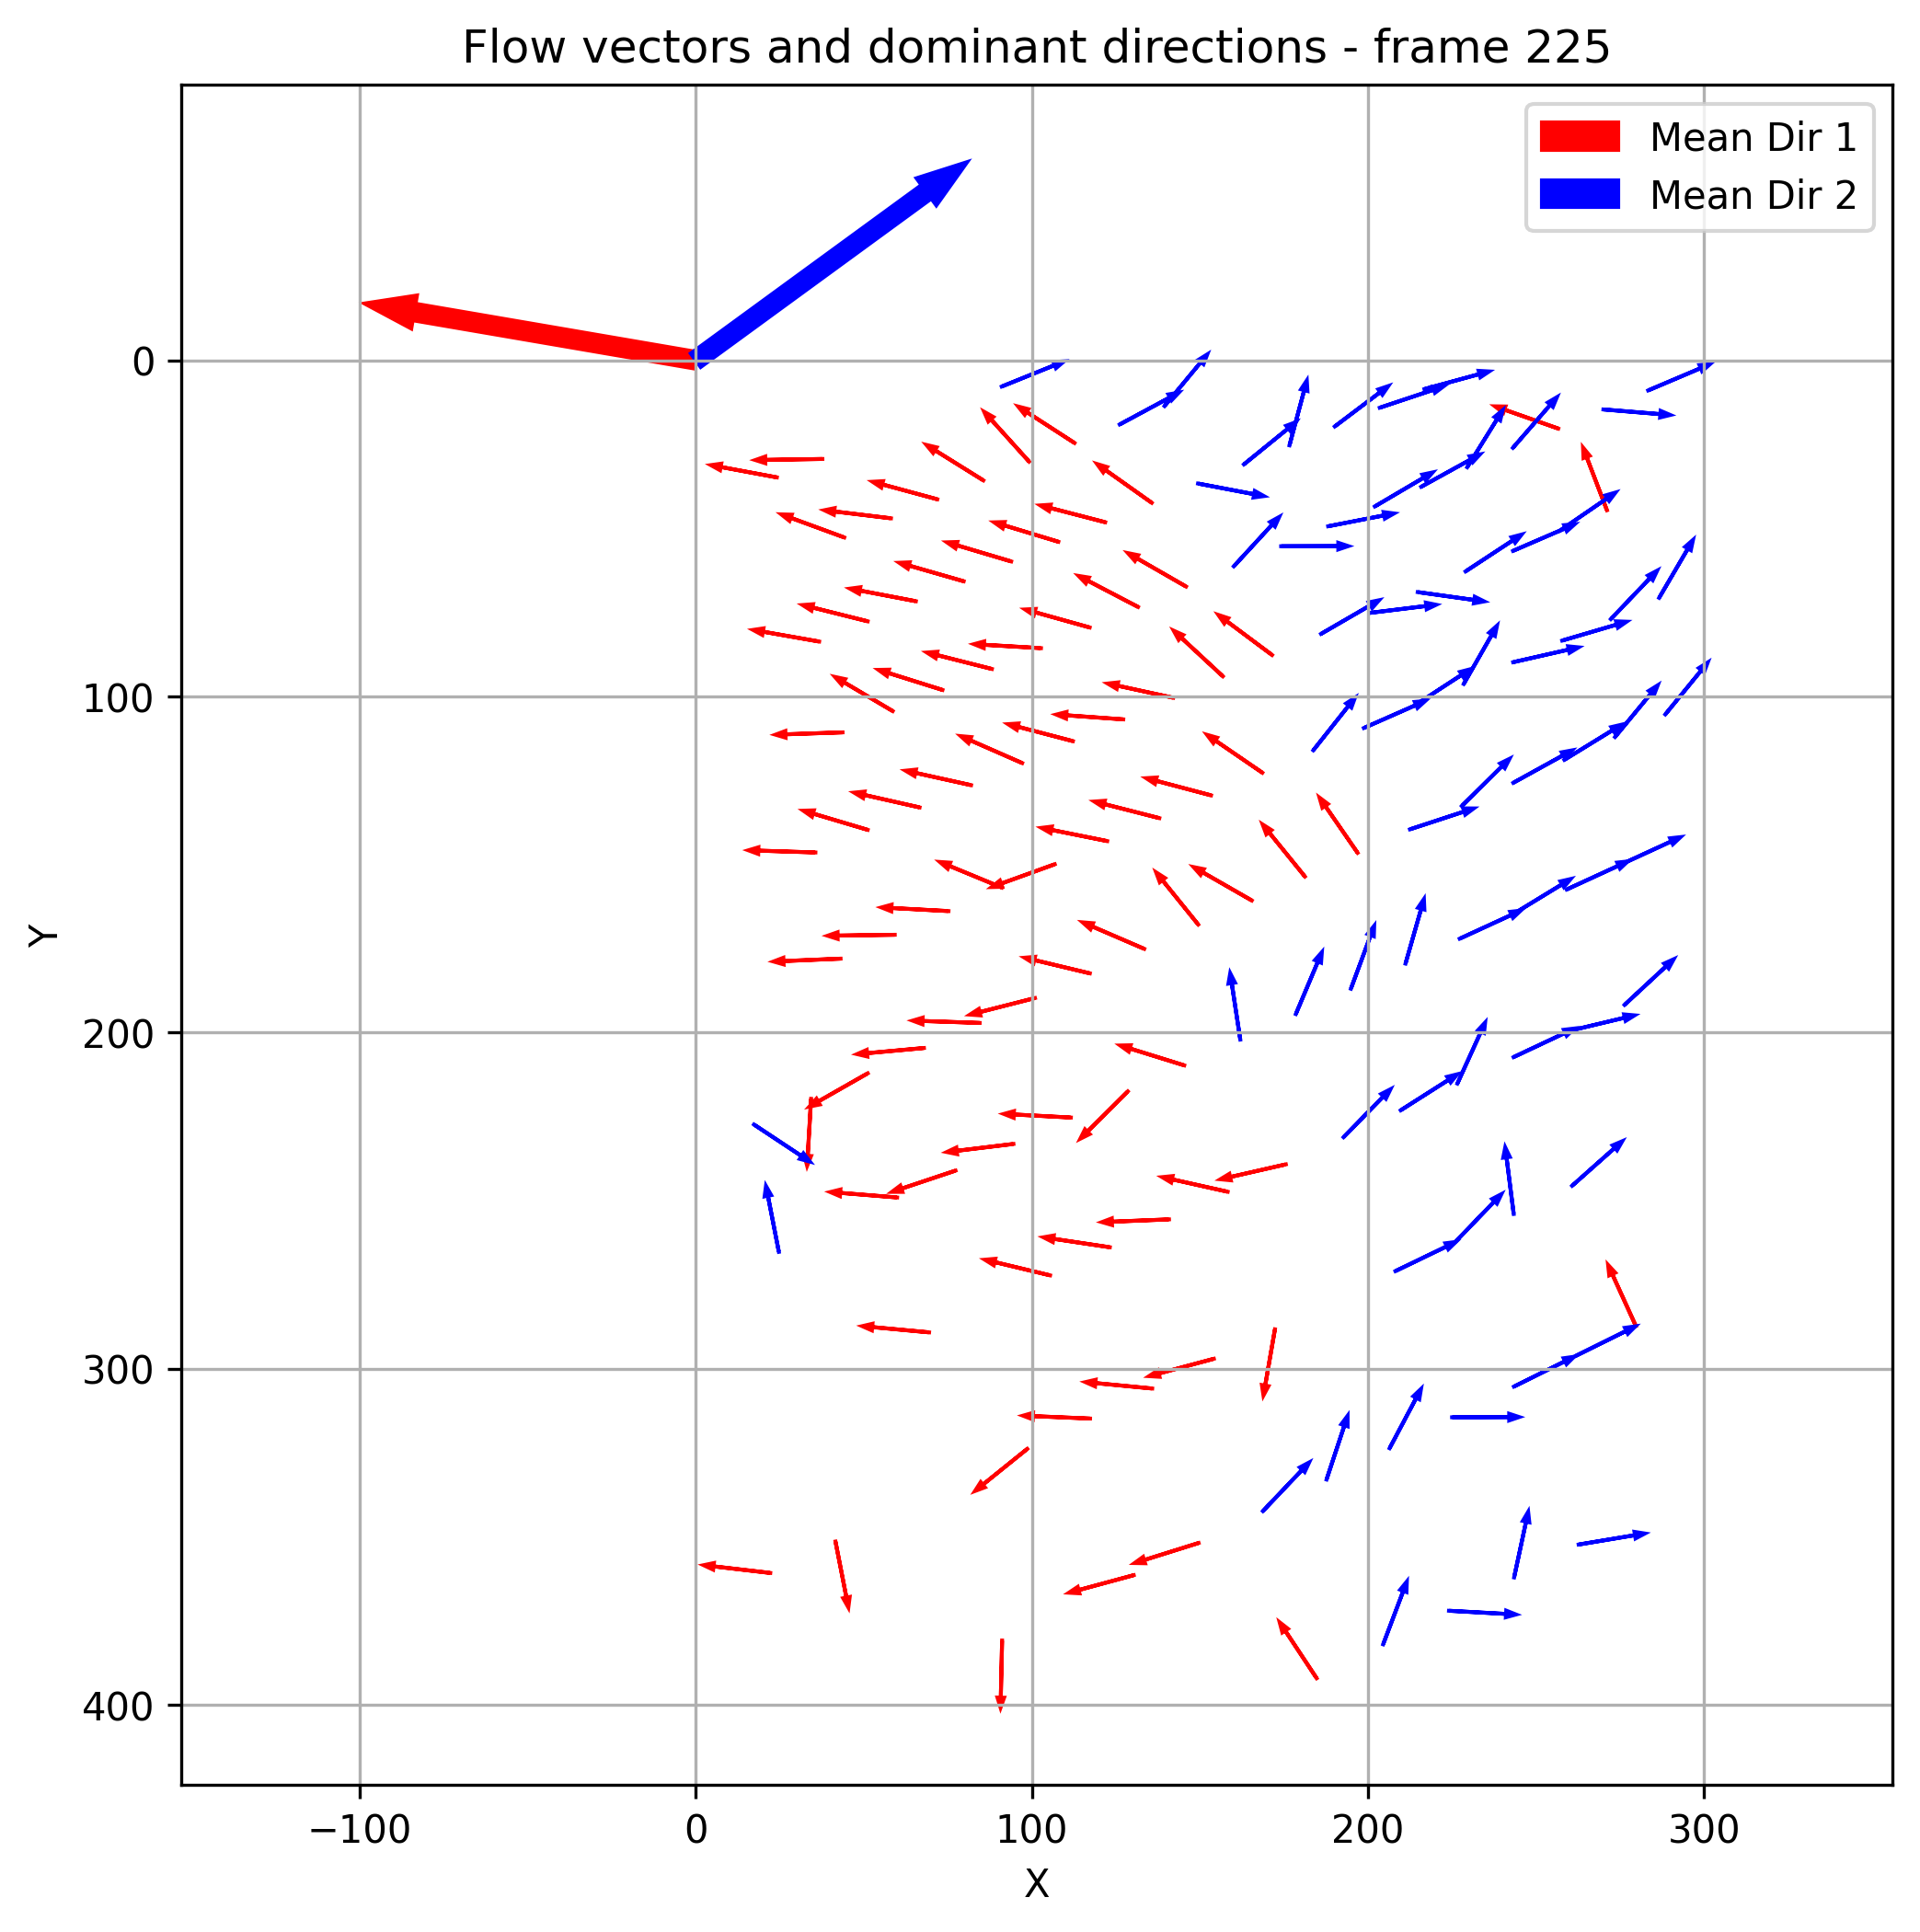 Flow vectors and dominant directions - frame 225
Mean Dir 1
Mean Dir 2
0
100
200
300
400
Y
−100
0
100
200
300
X